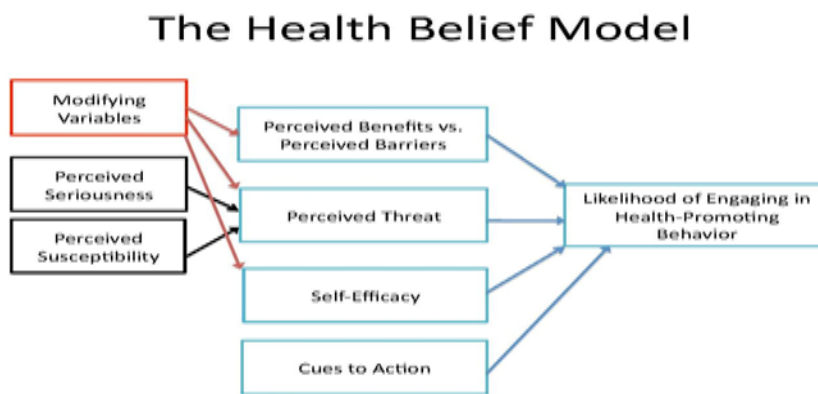 The Health Belief Model
Modifying
Variables
Perceived
Seriousness
Perceived
Susceptibility
Perceived Benefits vs.
Perceived Barriers
Perceived Threat
Self-Efficacy
Cues to Action
Likelihood of Engaging in
Health-Promoting
Behavior